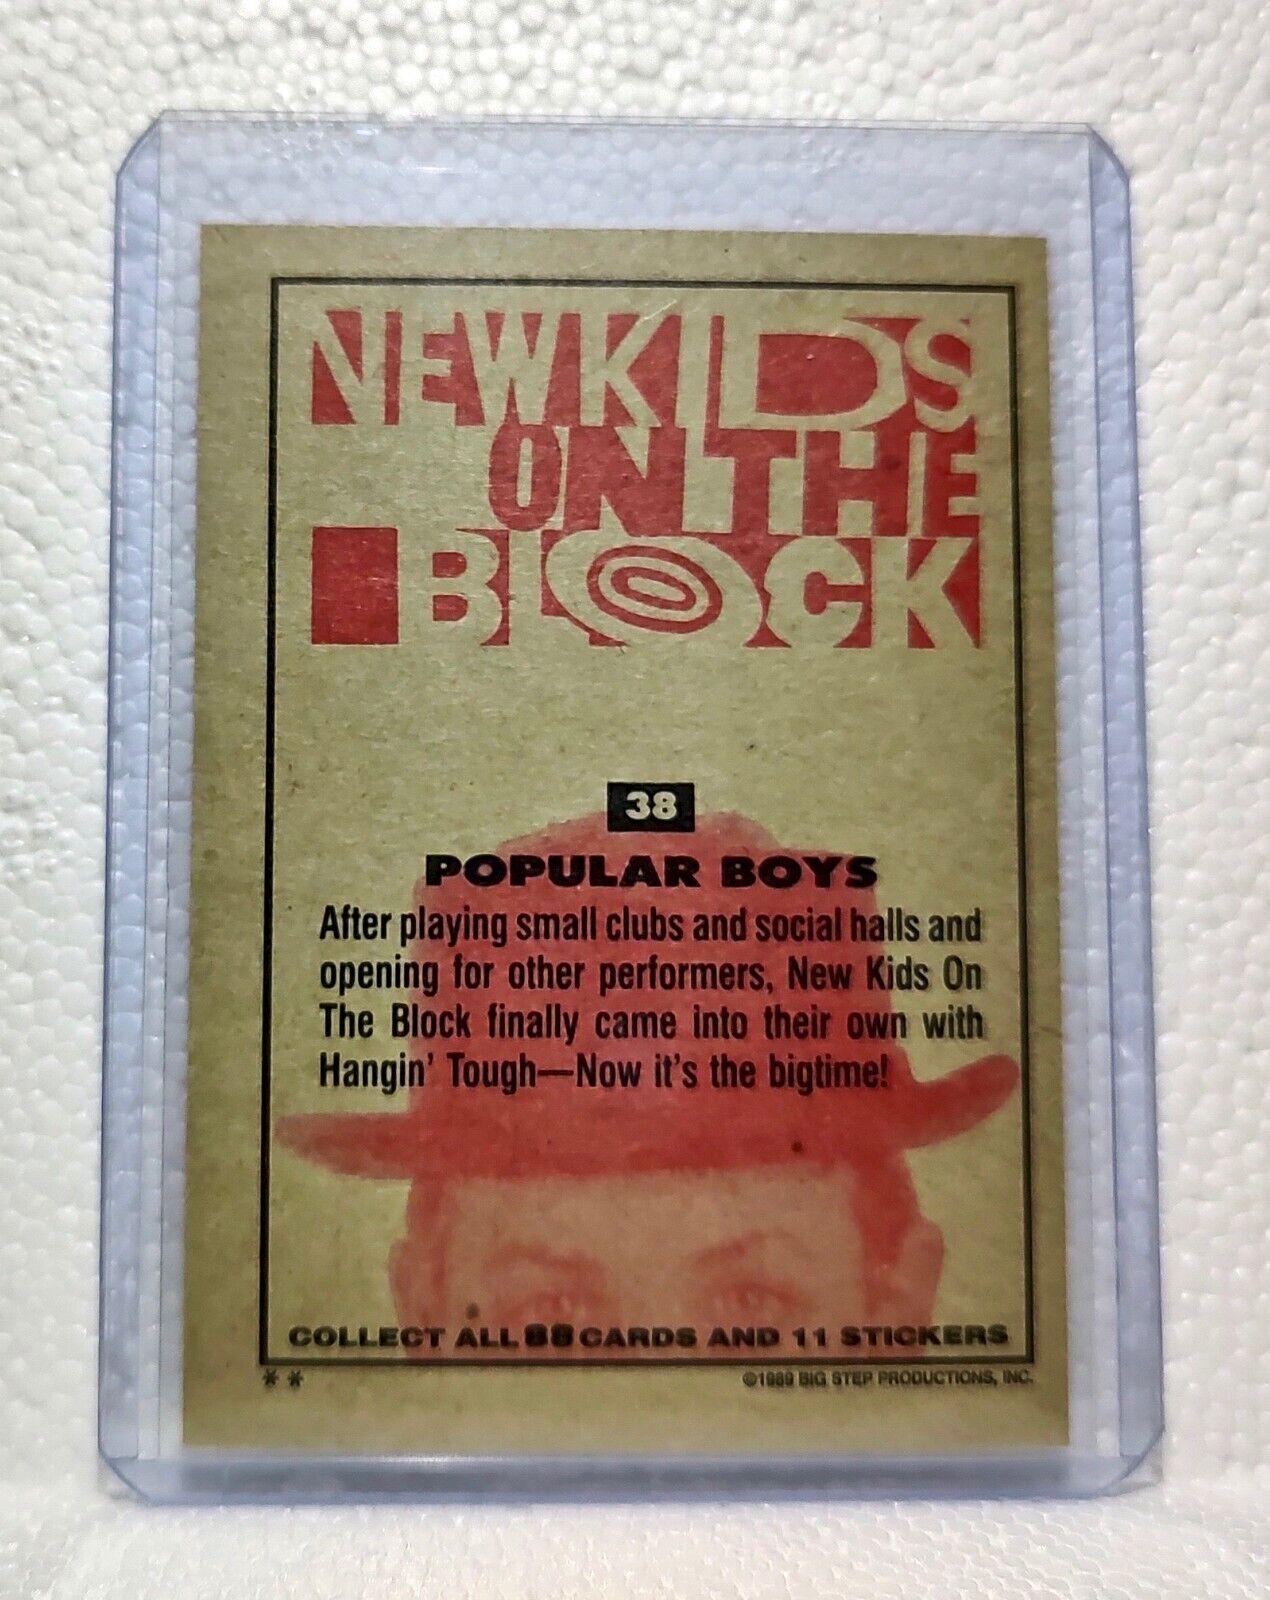 NEW KIDS
ON THE
BLOCK
38
POPULAR BOYS
After playing small clubs and social halls and
opening for other performers, New Kids On
The Block finally came into their own with
Hangin' Tough—Now it's the bigtime!
COLLECT ALL 88 CARDS AND 11 STICKERS
** ©1989 BIG STEP PRODUCTIONS, INC.